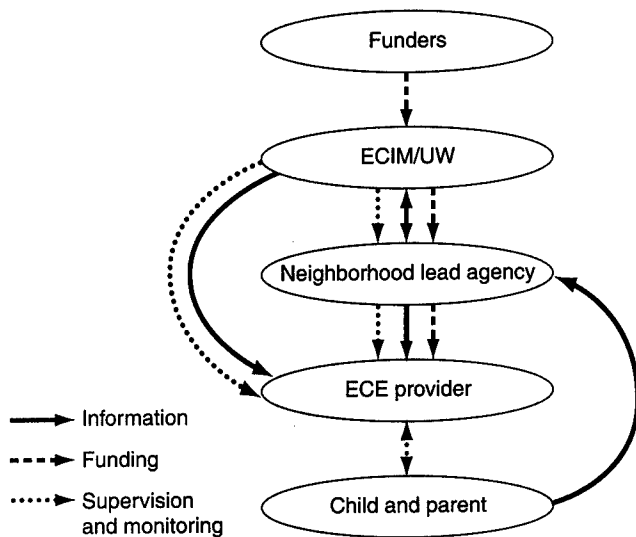 Funders
ECIM/UW
Neighborhood lead agency
ECE provider
Child and parent
Information
Funding
Supervision
and monitoring